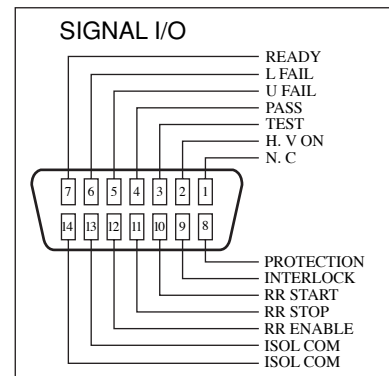 SIGNAL I/O
READY
L FAIL
U FAIL
PASS
TEST
H. V ON
N. C
7 6 5 4 3 2 1
14 13 12 11 10 9 8
PROTECTION
INTERLOCK
RR START
RR STOP
RR ENABLE
ISOL COM
ISOL COM